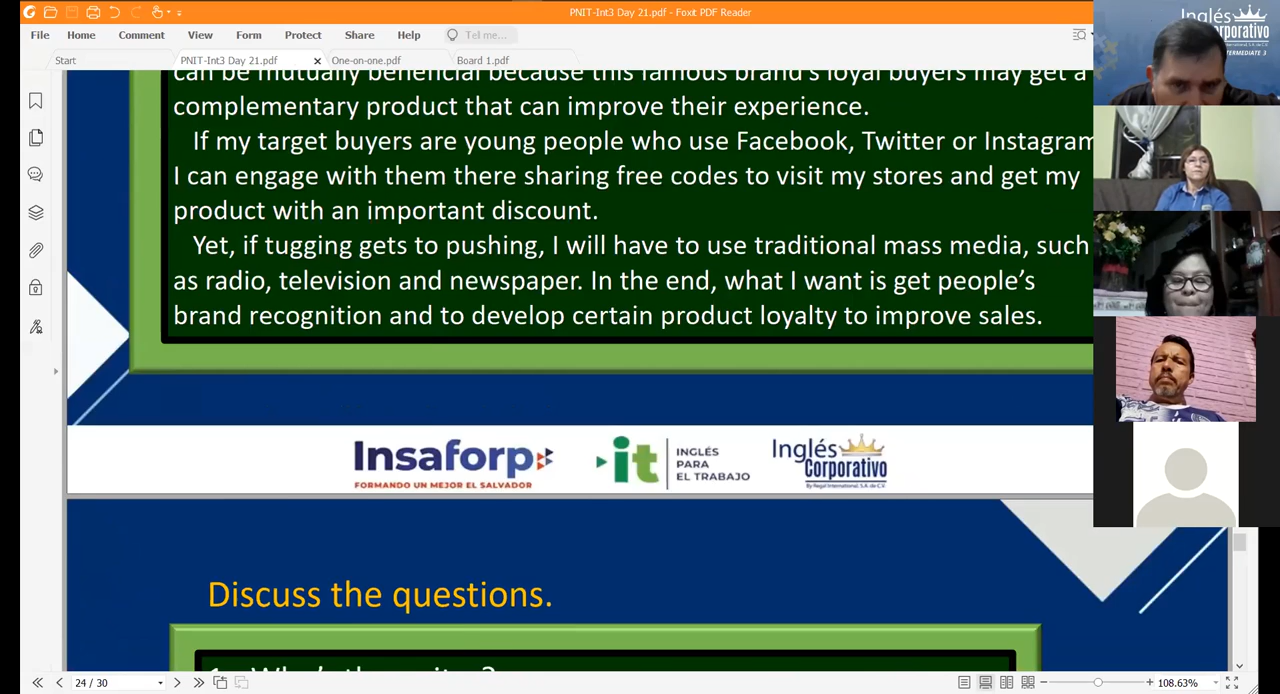 PNIT-Int3 Day 21.pdf - Foxit PDF Reader
File Home Comment View Form Protect Share Help Tell me...
Start PNIT-Int3 Day 21.pdf One-on-one.pdf Board 1.pdf
can be mutually beneficial because this famous brand's loyal buyers may get a
complementary product that can improve their experience.
If my target buyers are young people who use Facebook, Twitter or Instagram
I can engage with them there sharing free codes to visit my stores and get my
product with an important discount.
Yet, if tugging gets to pushing, I will have to use traditional mass media, such
as radio, television and newspaper. In the end, what I want is get people's
brand recognition and to develop certain product loyalty to improve sales.
Insaforp
FORMANDO UN MEJOR EL SALVADOR
it
INGLÉS
PARA
EL TRABAJO
Inglés
Corporativo
By Regal International, S.A. de C.V.
Discuss the questions.
24 / 30
108.63%
Inglés
Corporativo